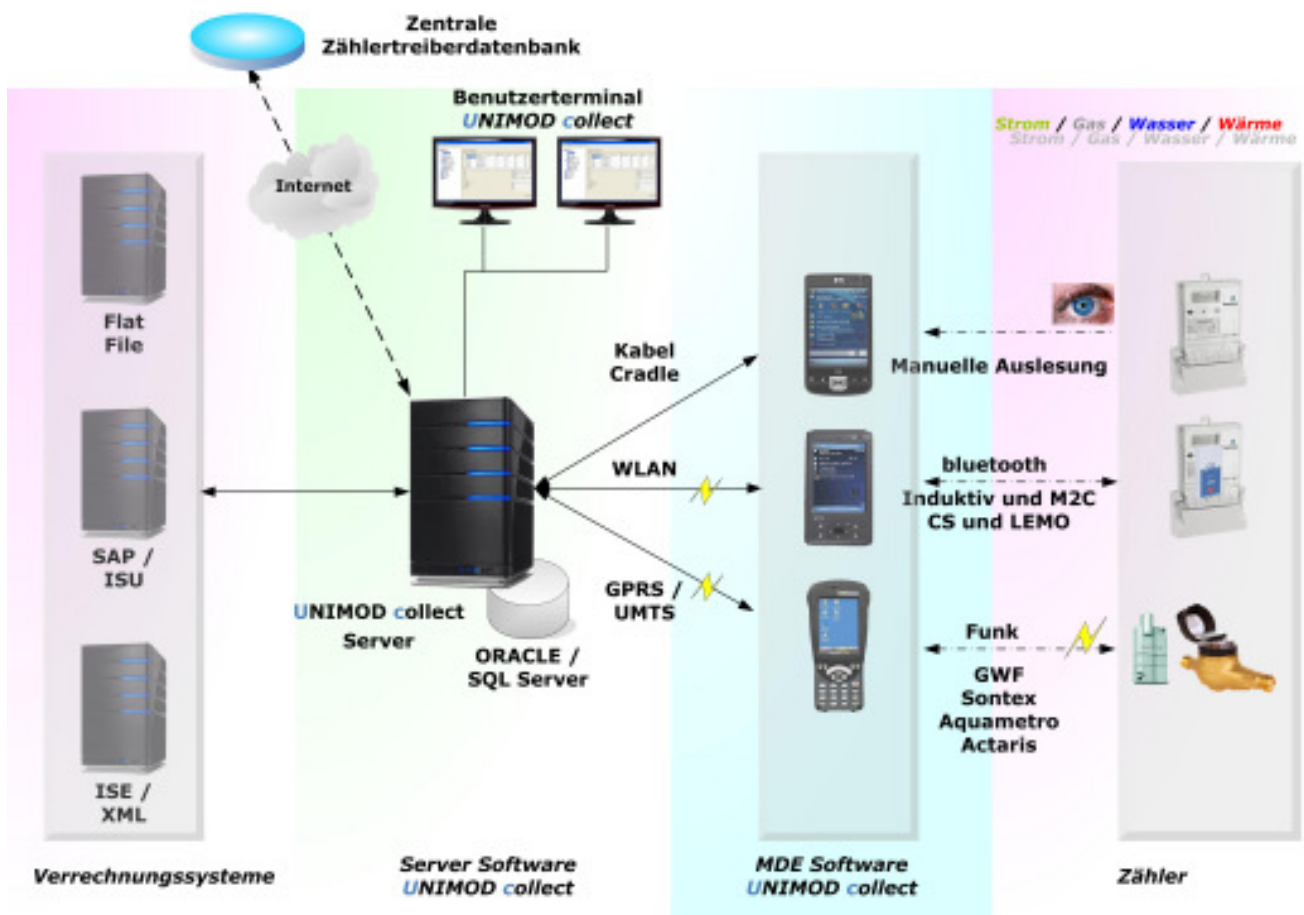 Zentrale
Zählertreiberdatenbank
Benutzerterminal
UNIMOD collect
Internet
Strom / Gas / Wasser / Wärme
Strom / Gas / Wasser / Wärme
Flat
File
SAP /
ISU
ISE /
XML
Verrechnungssysteme
UNIMOD collect
Server
ORACLE /
SQL Server
Server Software
UNIMOD collect
Kabel
Cradle
WLAN
GPRS /
UMTS
MDE Software
UNIMOD collect
Manuelle Auslesung
bluetooth
Induktiv und M2C
CS und LEMO
Funk
GWF
Sontex
Aquametro
Actaris
Zähler